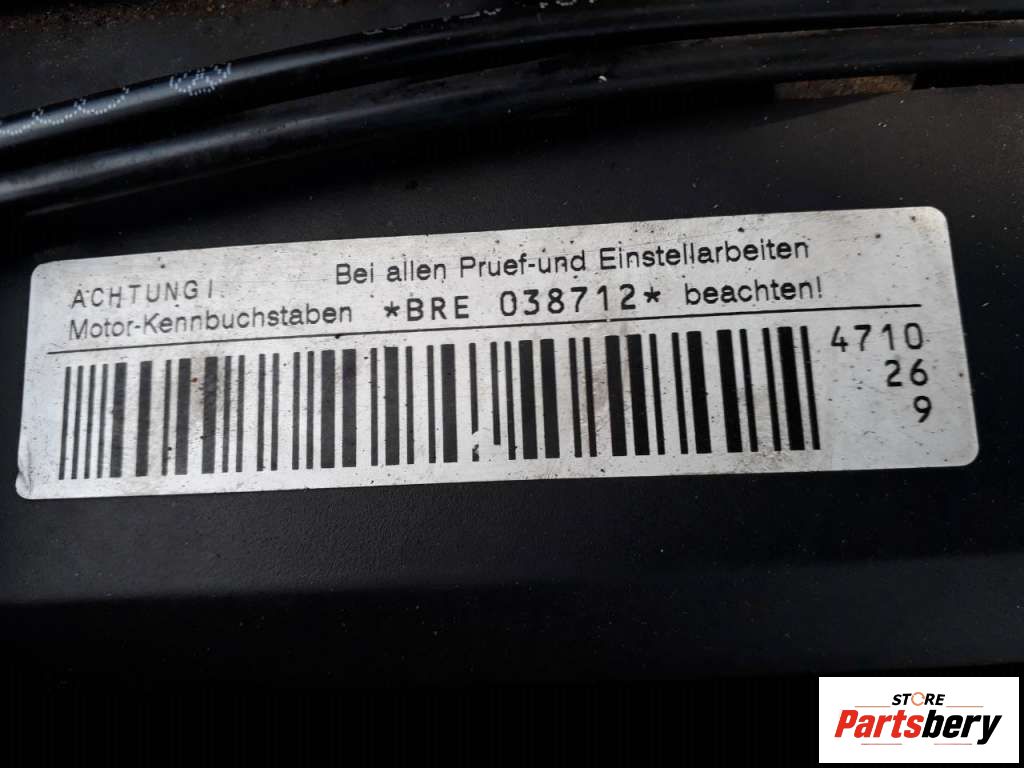 ACHTUNG! Bei allen Pruef-und Einstellarbeiten
Motor-Kennbuchstaben *BRE 038712* beachten!
4710
26
9
STORE
Partsbery